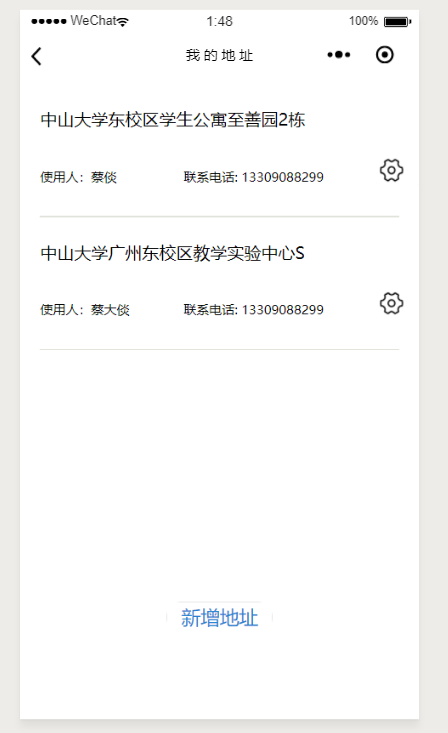 WeChat 1:48 100%
我的地址
中山大学东校区学生公寓至善园2栋
使用人：蔡倓 联系电话: 13309088299
中山大学广州东校区教学实验中心S
使用人：蔡大倓 联系电话: 13309088299
新增地址